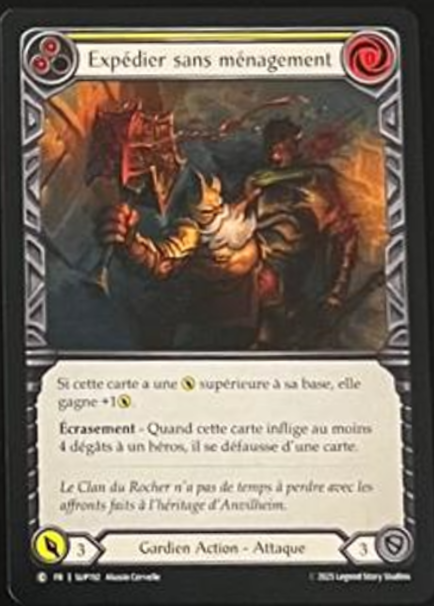 Expédier sans ménagement
0
Si cette carte a une supérieure à sa base, elle
gagne +1.
Écrasement - Quand cette carte inflige au moins
4 dégâts à un héros, il se défausse d'une carte.
Le Clan du Rocher n'a pas de temps à perdre avec les
affronts faits à l'héritage d'Anvilheim.
3
Gardien Action - Attaque
3
C FR SUP192 Alessio Cervelle
© 2025 Legend Story Studios